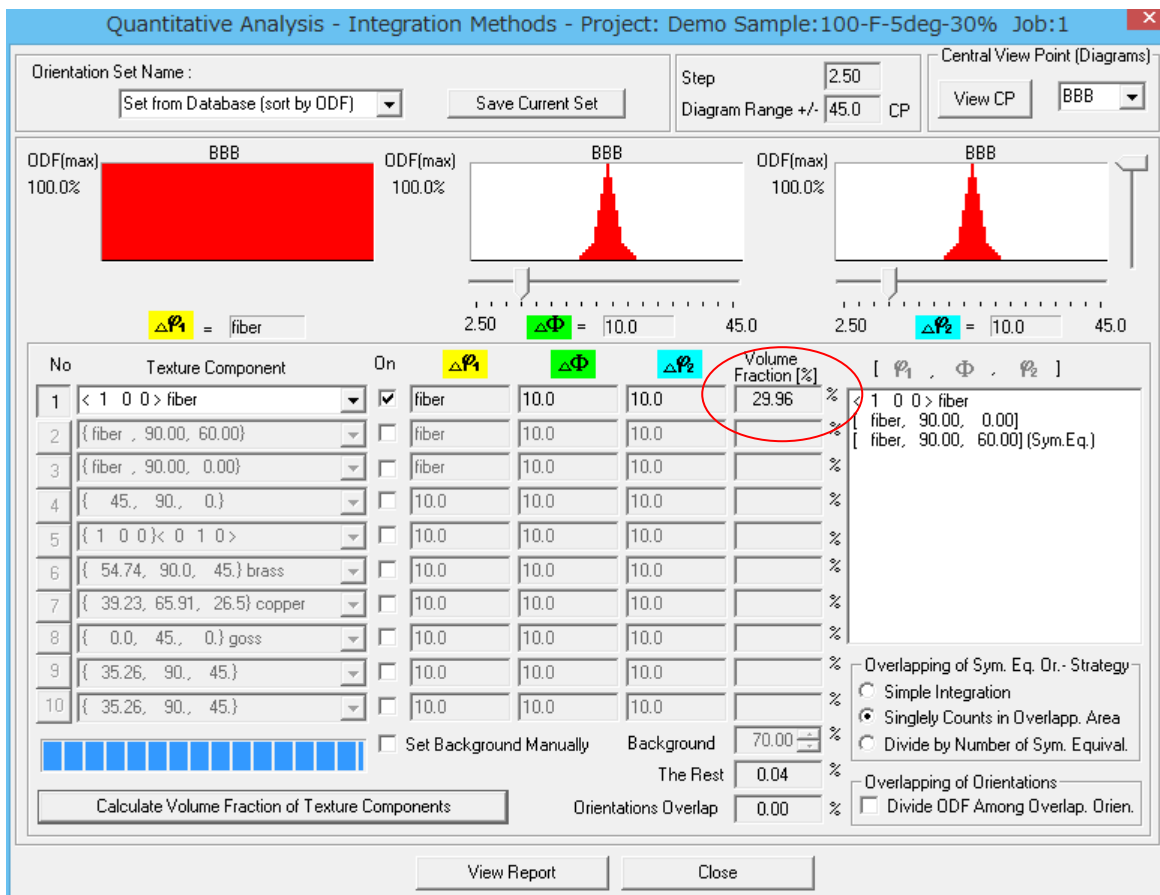 Quantitative Analysis - Integration Methods - Project: Demo Sample:100-F-5deg-30% Job:1
Orientation Set Name :
Set from Database (sort by ODF)
Save Current Set
Step 2.50
Diagram Range +/- 45.0 CP
Central View Point (Diagrams)
View CP BBB
ODF(max) BBB
100.0%
ODF(max) BBB
100.0%
ODF(max) BBB
100.0%
△φ1 = fiber
2.50 △Φ = 10.0 45.0
2.50 △φ2 = 10.0 45.0
No Texture Component On △φ1 △Φ △φ2 Volume Fraction [%]
1 < 1 0 0 > fiber fiber 10.0 10.0 29.96 %
2 {fiber , 90.00, 60.00} fiber 10.0 10.0 %
3 {fiber , 90.00, 0.00} fiber 10.0 10.0 %
4 { 45., 90., 0.} 10.0 10.0 10.0 %
5 { 1 0 0 }< 0 1 0 > 10.0 10.0 10.0 %
6 { 54.74, 90.0, 45.} brass 10.0 10.0 10.0 %
7 { 39.23, 65.91, 26.5} copper 10.0 10.0 10.0 %
8 { 0.0, 45., 0.} goss 10.0 10.0 10.0 %
9 { 35.26, 90., 45.} 10.0 10.0 10.0 %
10 { 35.26, 90., 45.} 10.0 10.0 10.0 %
[ φ1 , Φ , φ2 ]
< 1 0 0 > fiber
[ fiber, 90.00, 0.00]
[ fiber, 90.00, 60.00] (Sym.Eq.)
Set Background Manually Background 70.00 %
The Rest 0.04 %
Calculate Volume Fraction of Texture Components
Orientations Overlap 0.00 %
Overlapping of Sym. Eq. Or.- Strategy
Simple Integration
Singlely Counts in Overlapp. Area
Divide by Number of Sym. Equival.
Overlapping of Orientations
Divide ODF Among Overlap. Orien.
View Report
Close